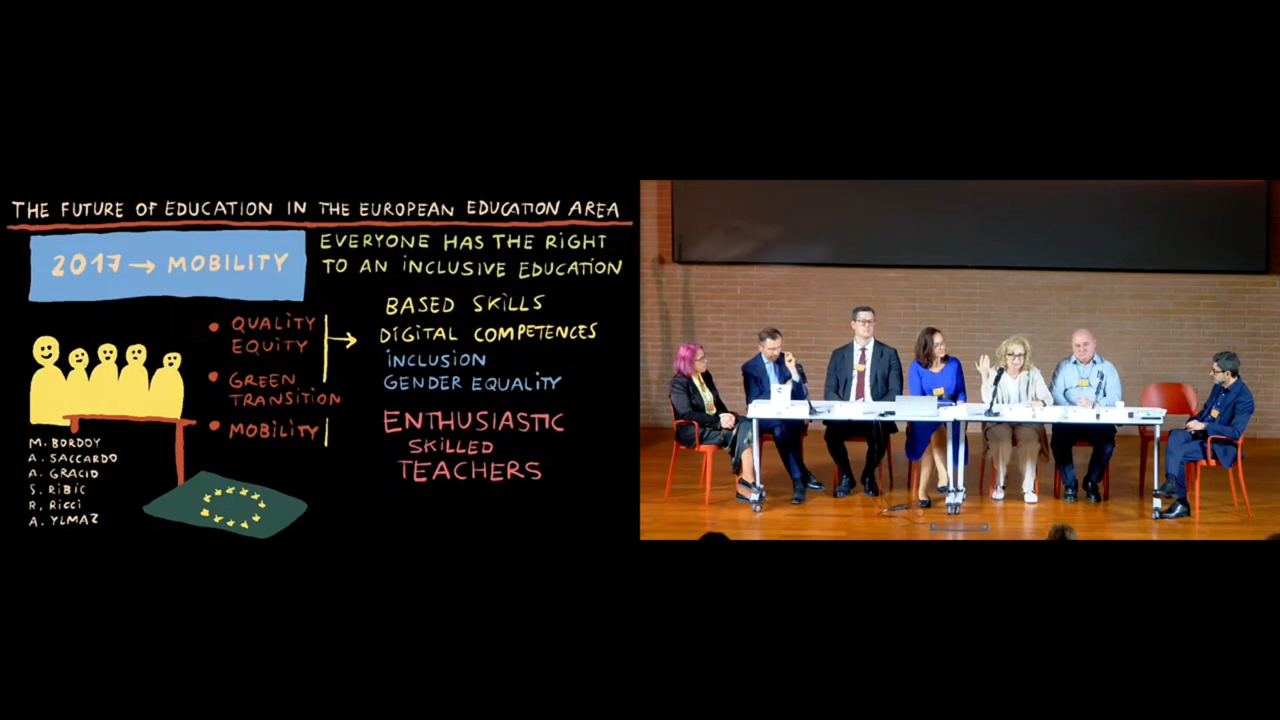 THE FUTURE OF EDUCATION IN THE EUROPEAN EDUCATION AREA
2017 → MOBILITY
EVERYONE HAS THE RIGHT
TO AN INCLUSIVE EDUCATION
• QUALITY
EQUITY
• GREEN
TRANSITION
• MOBILITY
BASED SKILLS
DIGITAL COMPETENCES
INCLUSION
GENDER EQUALITY
ENTHUSIASTIC
SKILLED
TEACHERS
M. BORDOY
A. SACCARDO
A. GRACIO
S. RIBIC
R. RICCI
A. YLMAZ